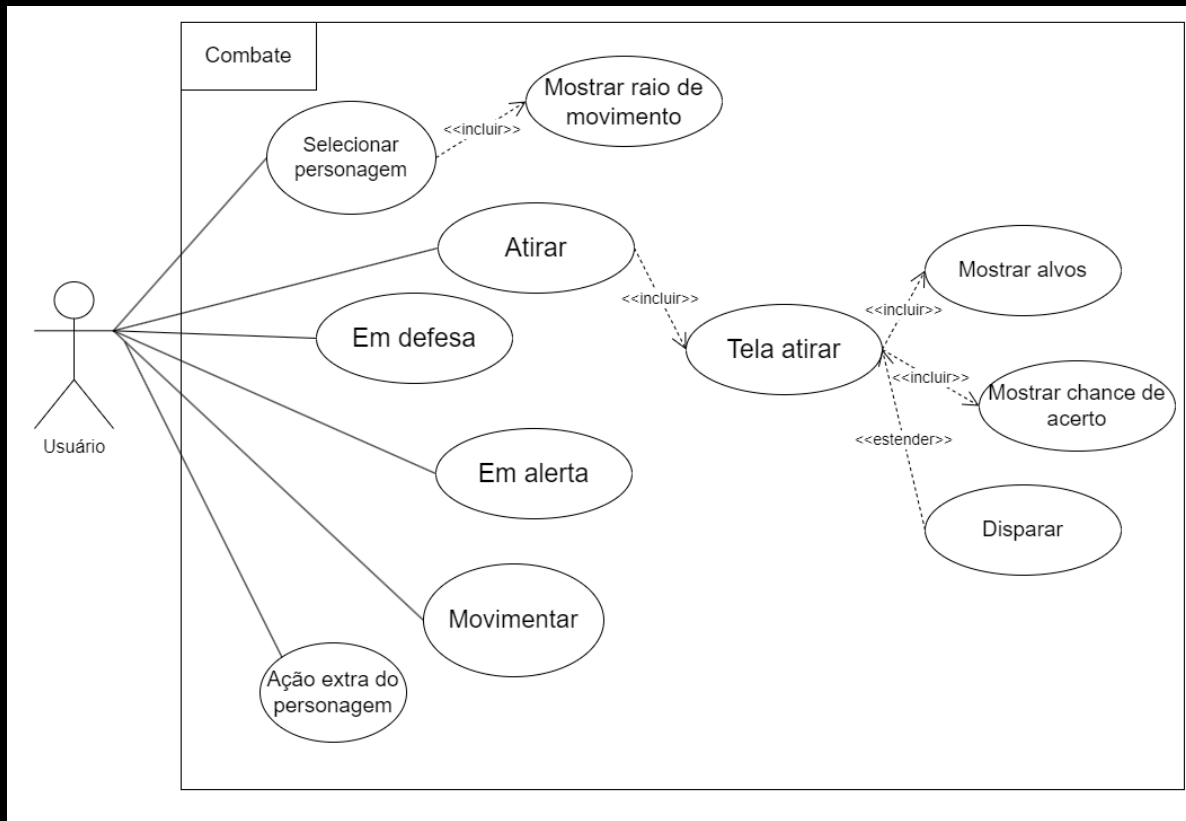 Combate
Mostrar raio de
movimento
<<incluir>>
Selecionar
personagem
Atirar
Mostrar alvos
<<incluir>>
<<incluir>>
Em defesa
Tela atirar
<<incluir>>
Mostrar chance de
acerto
<<estender>>
Usuário
Em alerta
Disparar
Movimentar
Ação extra do
personagem